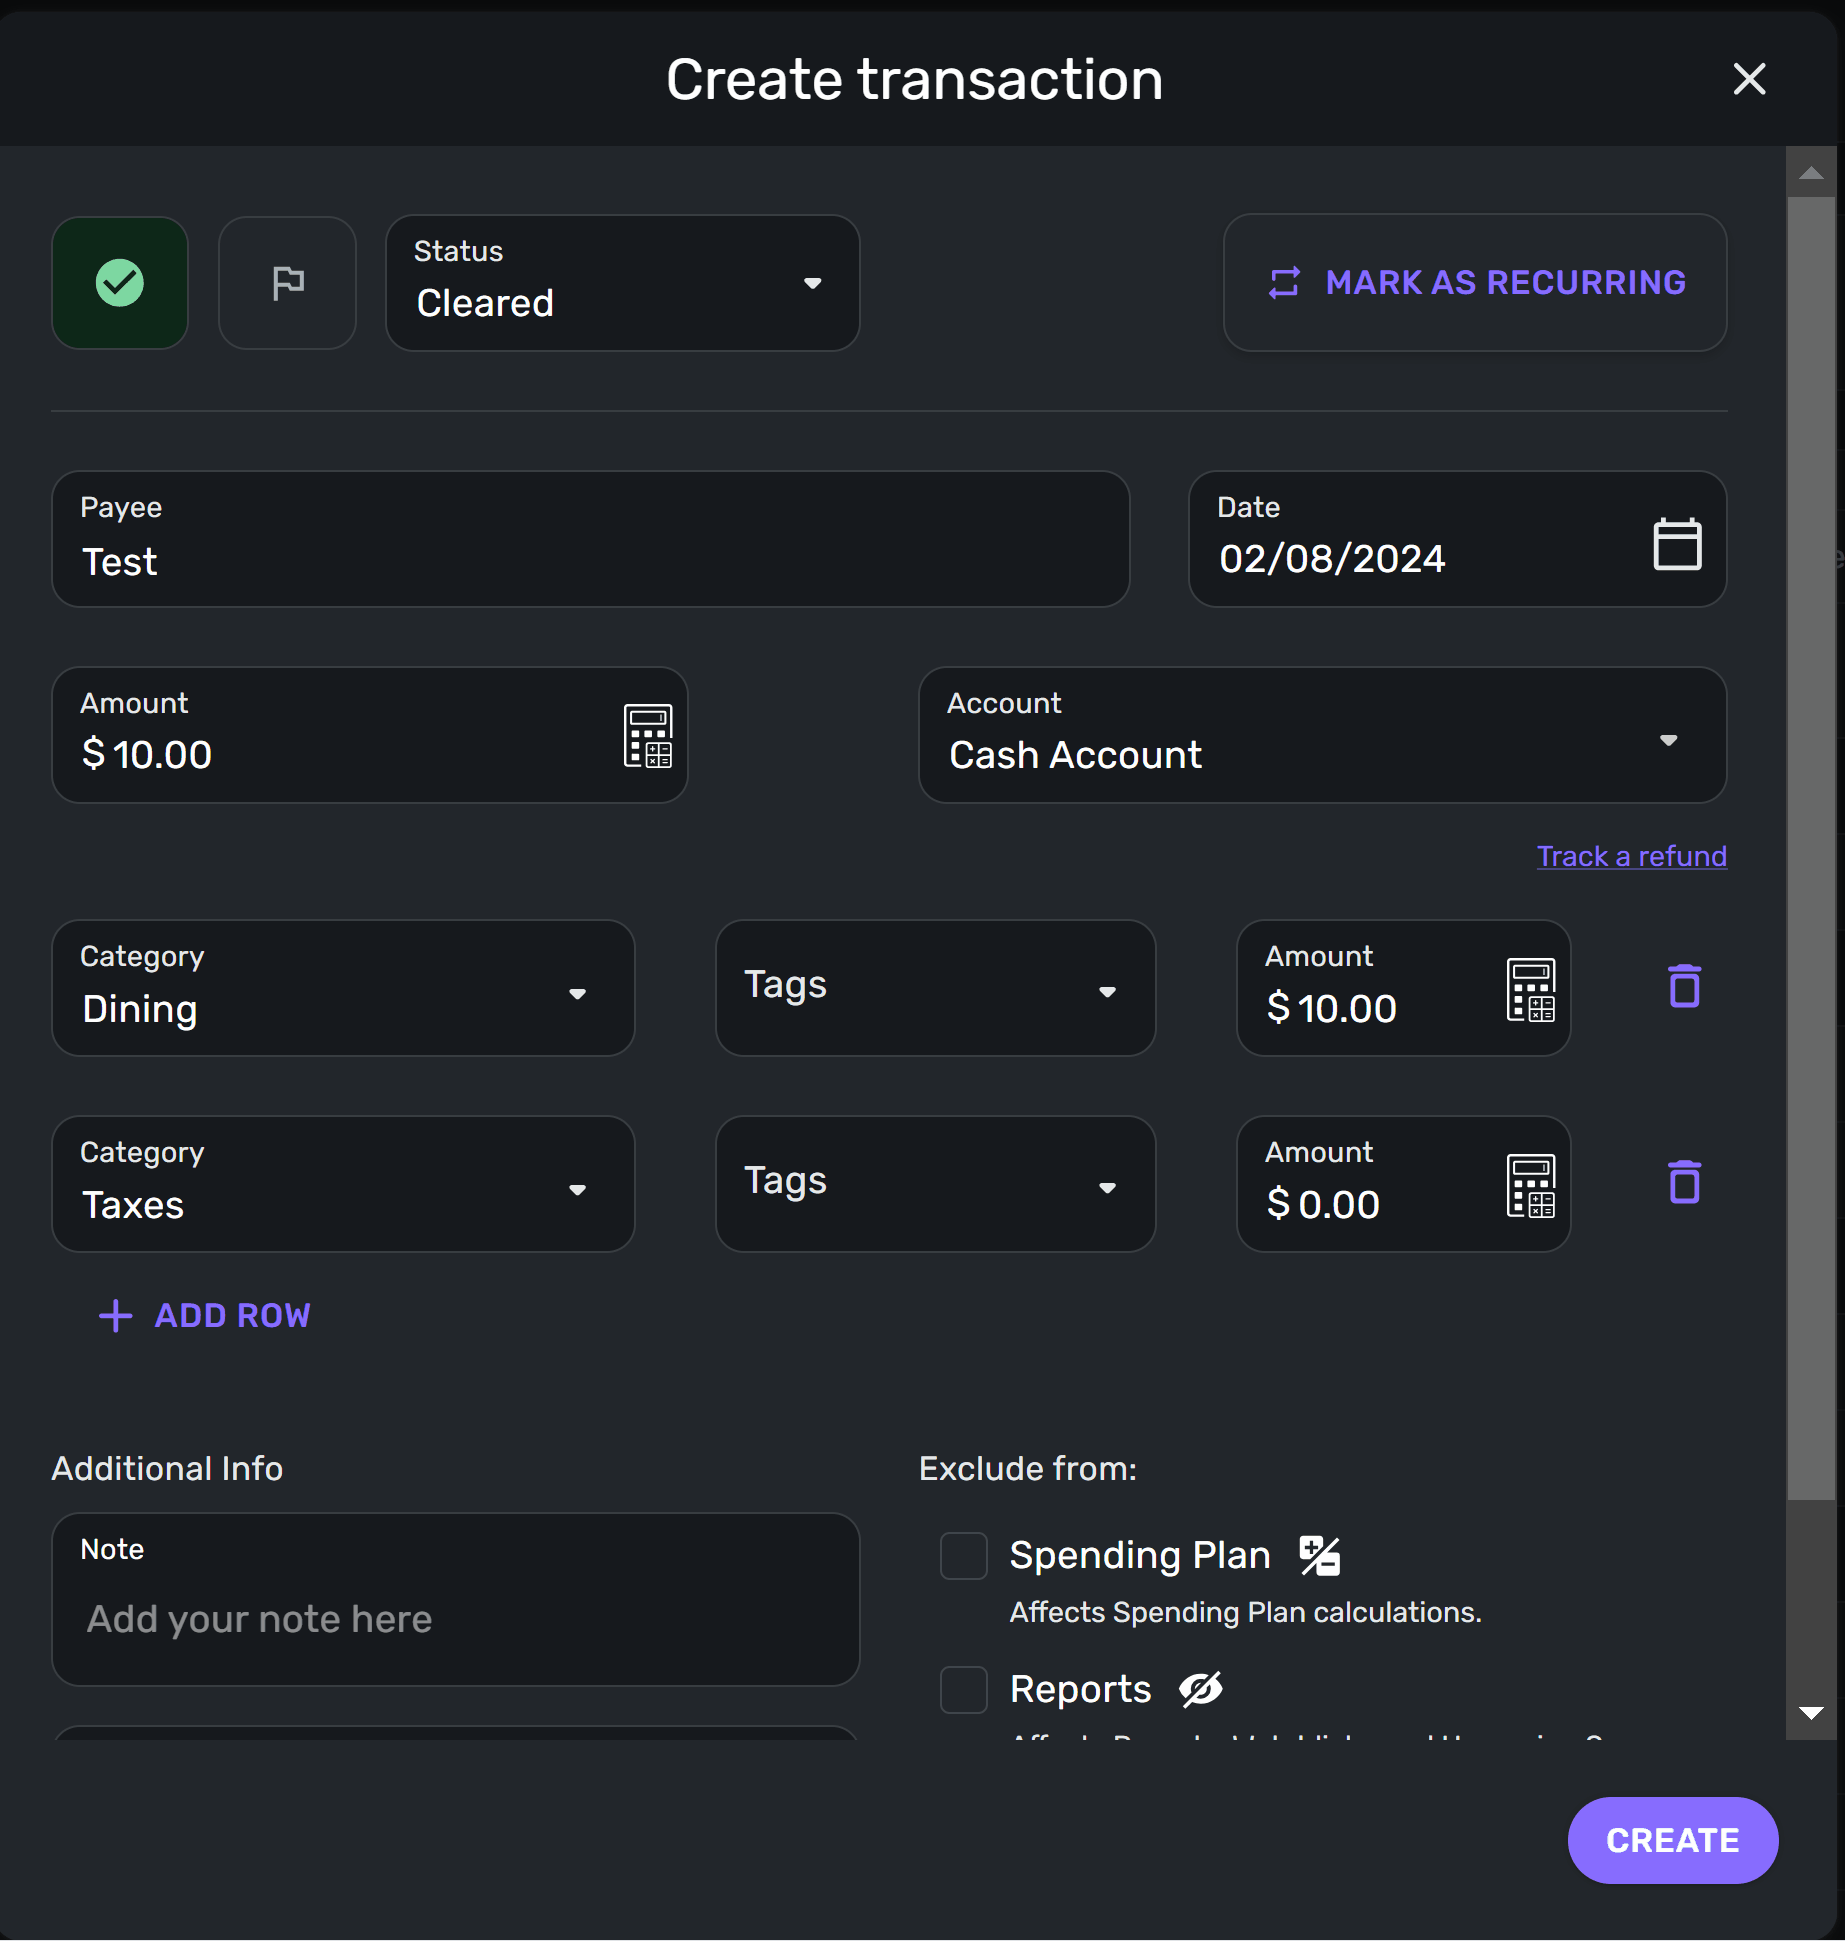 Create transaction
Status
Cleared
MARK AS RECURRING
Payee
Test
Date
02/08/2024
Amount
$ 10.00
Account
Cash Account
Track a refund
Category
Dining
Tags
Amount
$ 10.00
Category
Taxes
Tags
Amount
$ 0.00
ADD ROW
Additional Info
Note
Add your note here
Exclude from:
Spending Plan
Affects Spending Plan calculations.
Reports
CREATE